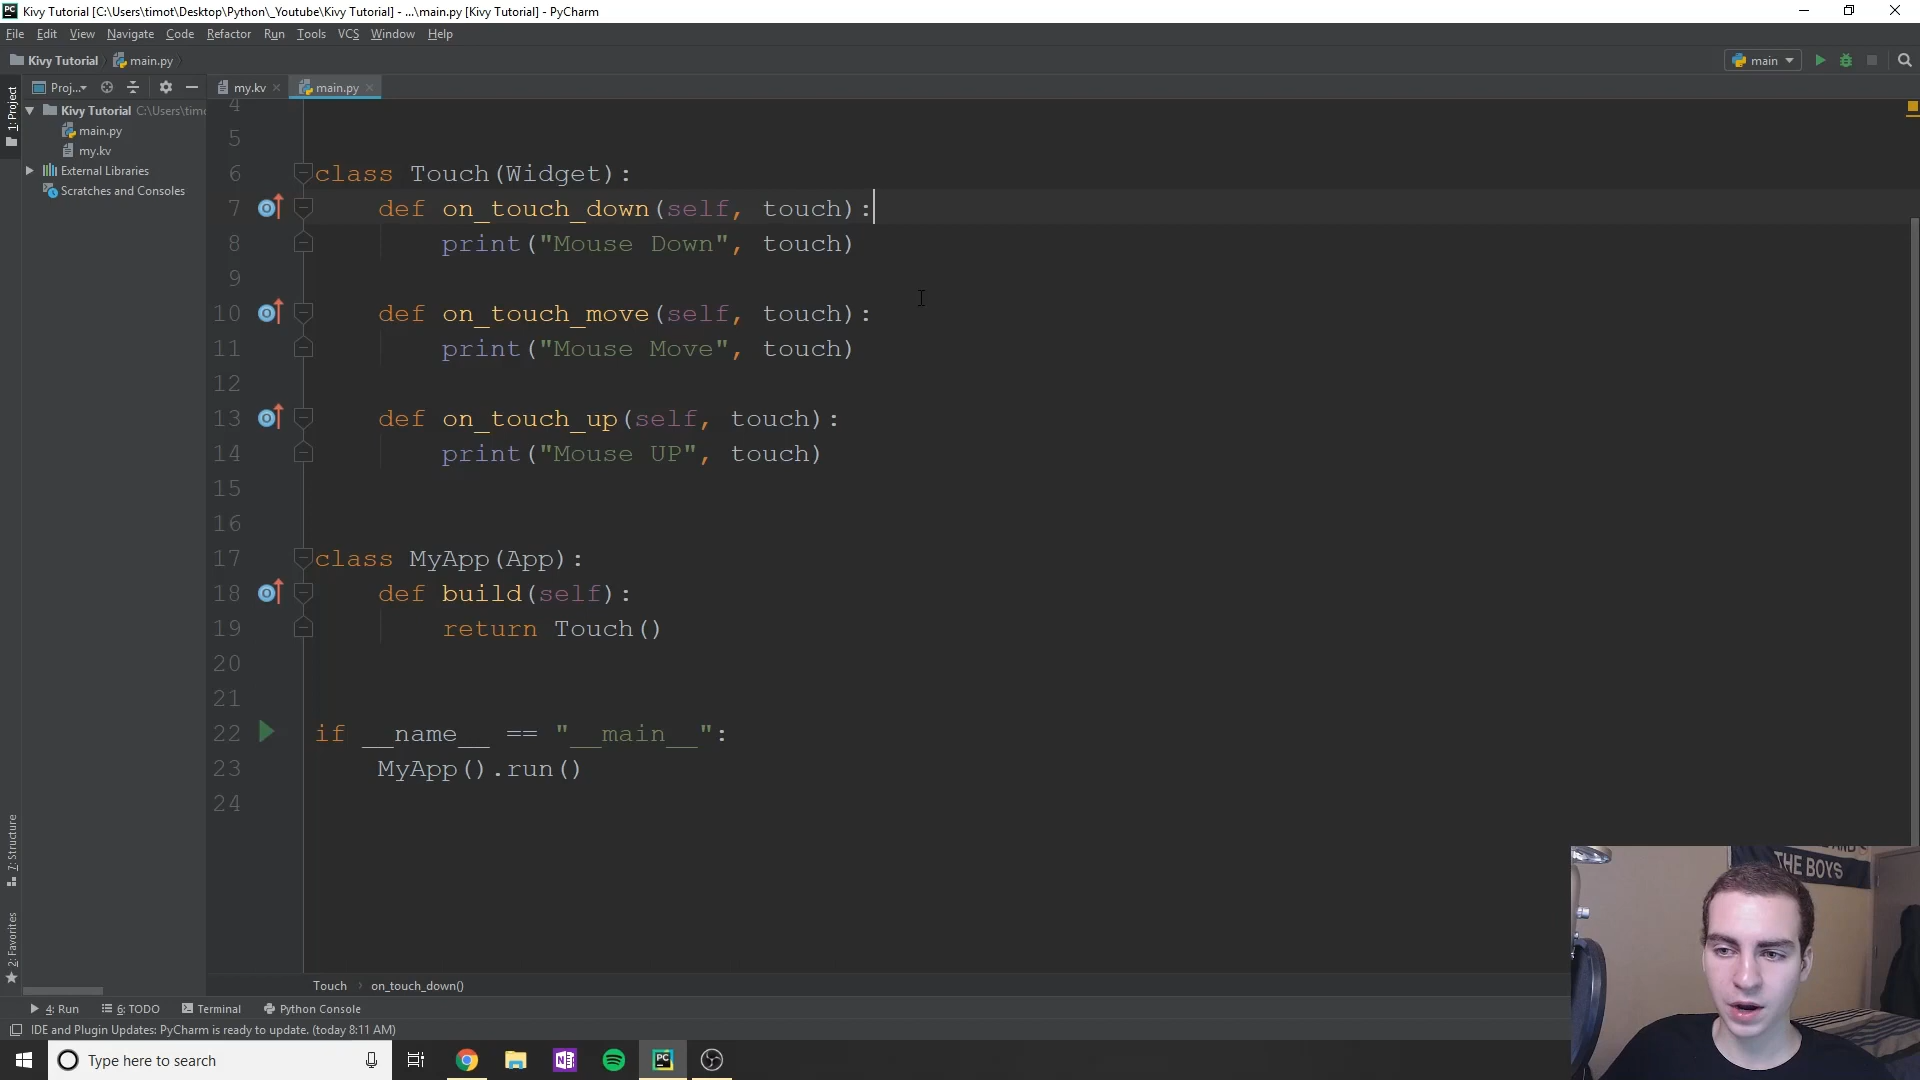 Kivy Tutorial [C:\Users\timot\Desktop\Python\_Youtube\Kivy Tutorial] - ...\main.py [Kivy Tutorial] - PyCharm
File Edit View Navigate Code Refactor Run Tools VCS Window Help
Kivy Tutorial main.py main
Proj... my.kv main.py
1: Project
Kivy Tutorial C:\Users\timo
main.py
my.kv
External Libraries
Scratches and Consoles
4
5
6 class Touch(Widget):
7 def on_touch_down(self, touch):
8 print("Mouse Down", touch)
9
10 def on_touch_move(self, touch):
11 print("Mouse Move", touch)
12
13 def on_touch_up(self, touch):
14 print("Mouse UP", touch)
15
16
17 class MyApp(App):
18 def build(self):
19 return Touch()
20
21
22 if __name__ == "__main__":
23 MyApp().run()
24
7: Structure
2: Favorites
THE BOYS
Touch on_touch_down()
4: Run 6: TODO Terminal Python Console
IDE and Plugin Updates: PyCharm is ready to update. (today 8:11 AM)
Type here to search